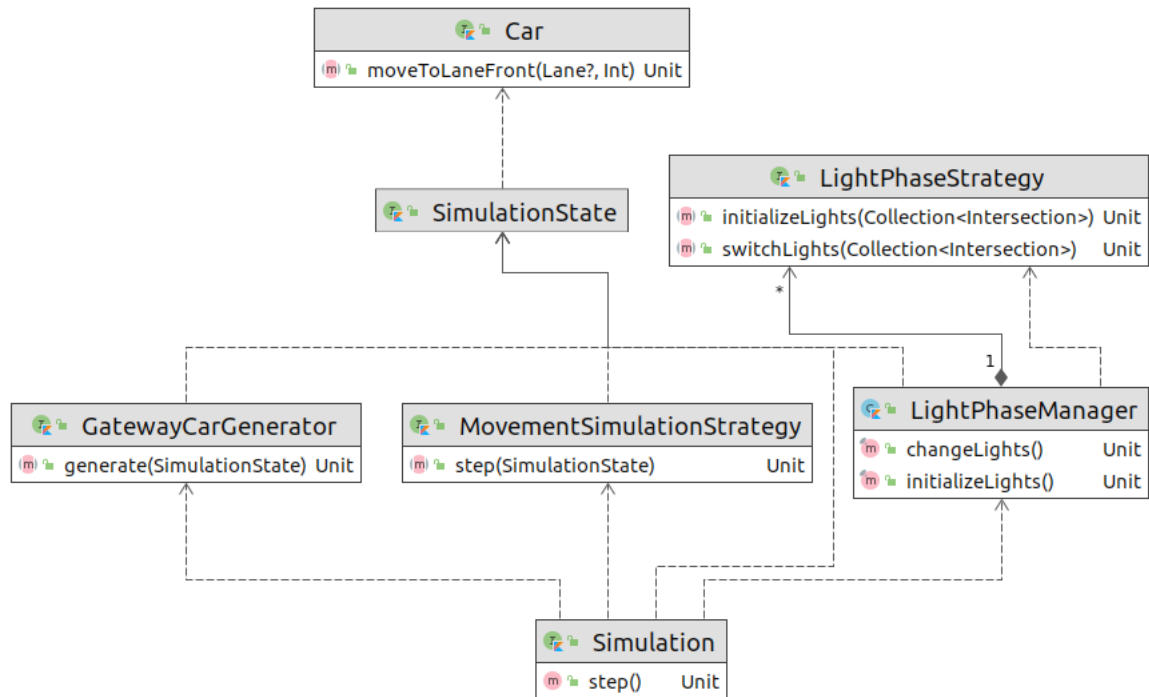 Car
moveToLaneFront(Lane?, Int) Unit
SimulationState
LightPhaseStrategy
initializeLights(Collection<Intersection>) Unit
switchLights(Collection<Intersection>) Unit
*
1
GatewayCarGenerator
generate(SimulationState) Unit
MovementSimulationStrategy
step(SimulationState) Unit
LightPhaseManager
changeLights() Unit
initializeLights() Unit
Simulation
step() Unit